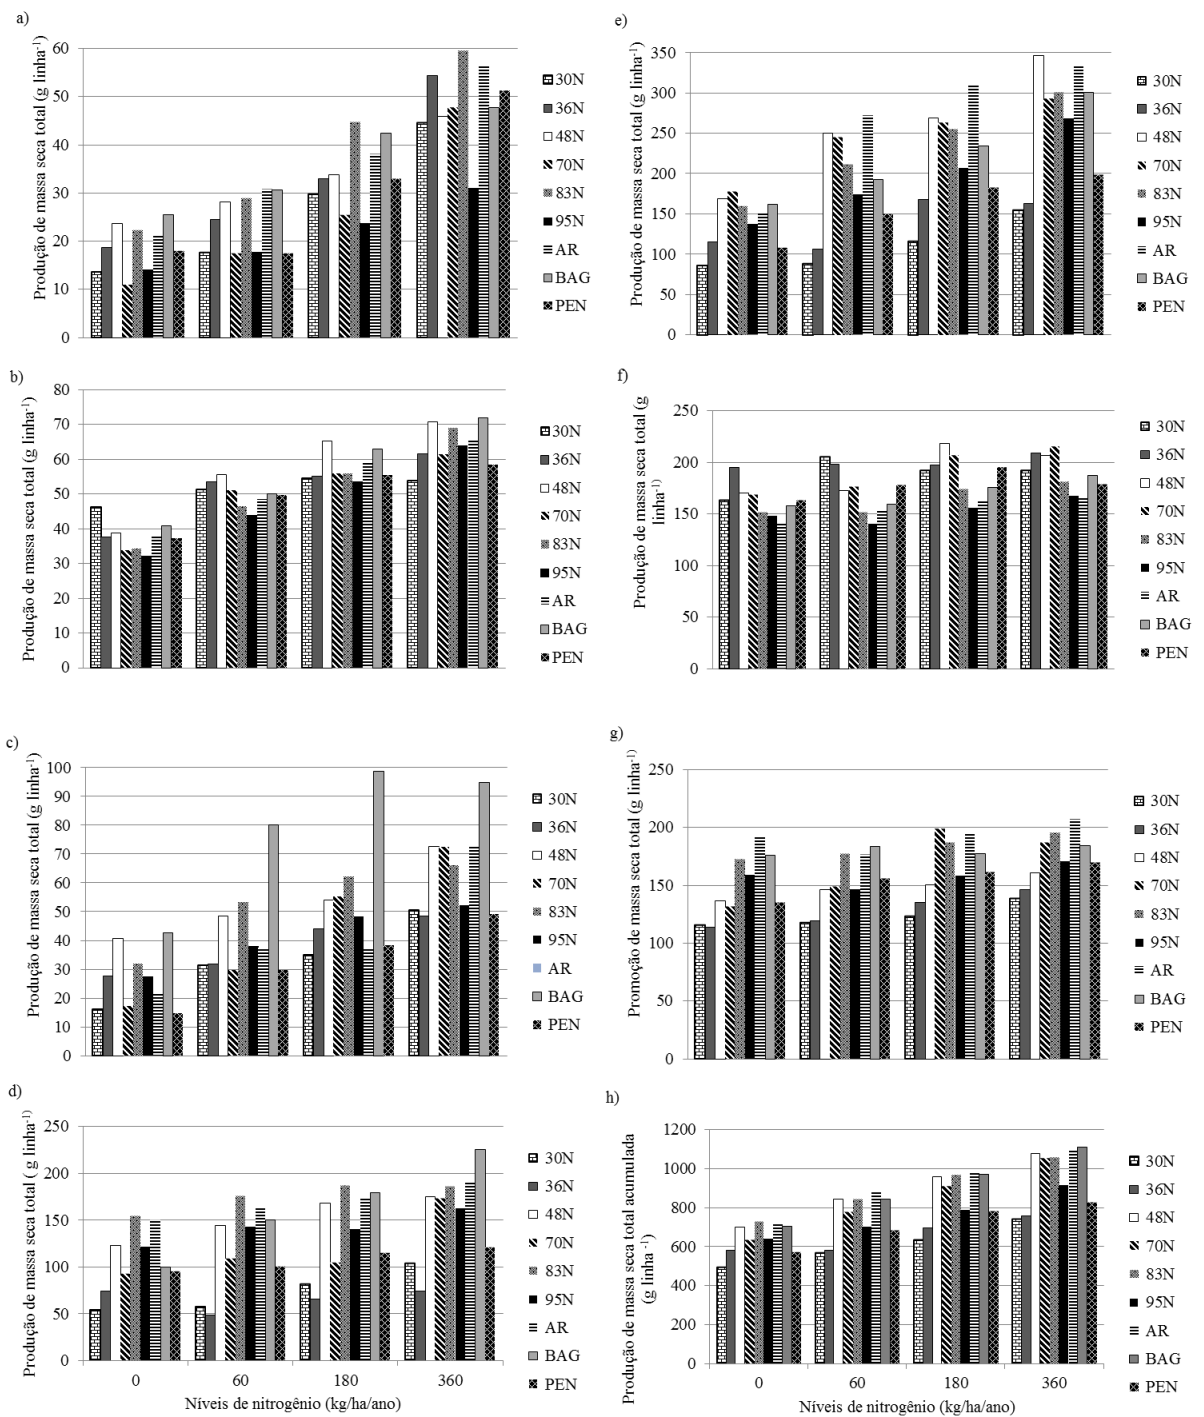 a)
Produção de massa seca total (g linha⁻¹)
60
50
40
30
20
10
0
30N
36N
48N
70N
83N
95N
AR
BAG
PEN
b)
Produção de massa seca total (g linha⁻¹)
80
70
60
50
40
30
20
10
0
30N
36N
48N
70N
83N
95N
AR
BAG
PEN
c)
Produção de massa seca total (g linha⁻¹)
100
90
80
70
60
50
40
30
20
10
0
30N
36N
48N
70N
83N
95N
AR
BAG
PEN
d)
Produção de massa seca total ( g linha⁻¹)
250
200
150
100
50
0
0 60 180 360
Níveis de nitrogênio (kg/ha/ano)
30N
36N
48N
70N
83N
95N
AR
BAG
PEN
e)
Produção de massa seca total (g linha⁻¹)
350
300
250
200
150
100
50
0
30N
36N
48N
70N
83N
95N
AR
BAG
PEN
f)
Produção de massa seca total (g
linha⁻¹)
250
200
150
100
50
0
30N
36N
48N
70N
83N
95N
AR
BAG
PEN
g)
Promoção de massa seca total (g linha⁻¹)
250
200
150
100
50
0
30N
36N
48N
70N
83N
95N
AR
BAG
PEN
h)
Produção de massa seca total acumulada
(g linha ⁻¹)
1200
1000
800
600
400
200
0
0 60 180 360
Níveis de nitrogênio (kg/ha/ano)
30N
36N
48N
70N
83N
95N
AR
BAG
PEN